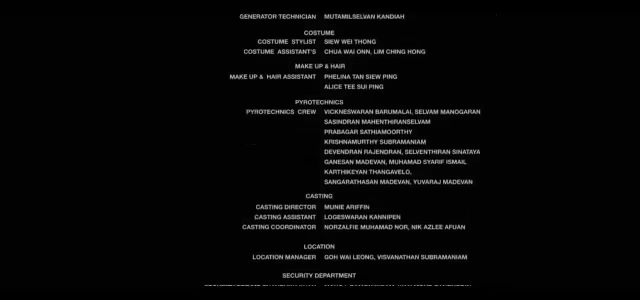 GENERATOR TECHNICIAN MUTAMILSELVAN KANDIAH
COSTUME
COSTUME STYLIST SIEW WEI THONG
COSTUME ASSISTANT'S CHUA WAI ONN, LIM CHING HONG
MAKE UP & HAIR
MAKE UP & HAIR ASSISTANT PHELINA TAN SIEW PING
ALICE TEE SUI PING
PYROTECHNICS
PYROTECHNICS CREW VICKNESWARAN BARUMALAI, SELVAM MANOGARAN
SASINDRAN MAHENTHIRANSELVAM
PRABAGAR SATHIAMOORTHY
KRISHNAMURTHY SUBRAMANIAM
DEVENDRAN RAJENDRAN, SELVENTHIRAN SINATAYA
GANESAN MADEVAN, MUHAMAD SYARIF ISMAIL
KARTHIKEYAN THANGAVELO,
SANGARATHASAN MADEVAN, YUVARAJ MADEVAN
CASTING
CASTING DIRECTOR MUNIE ARIFFIN
CASTING ASSISTANT LOGESWARAN KANNIPEN
CASTING COORDINATOR NORZALFIE MUHAMAD NOR, NIK AZLEE AFUAN
LOCATION
LOCATION MANAGER GOH WAI LEONG, VISVANATHAN SUBRAMANIAM
SECURITY DEPARTMENT